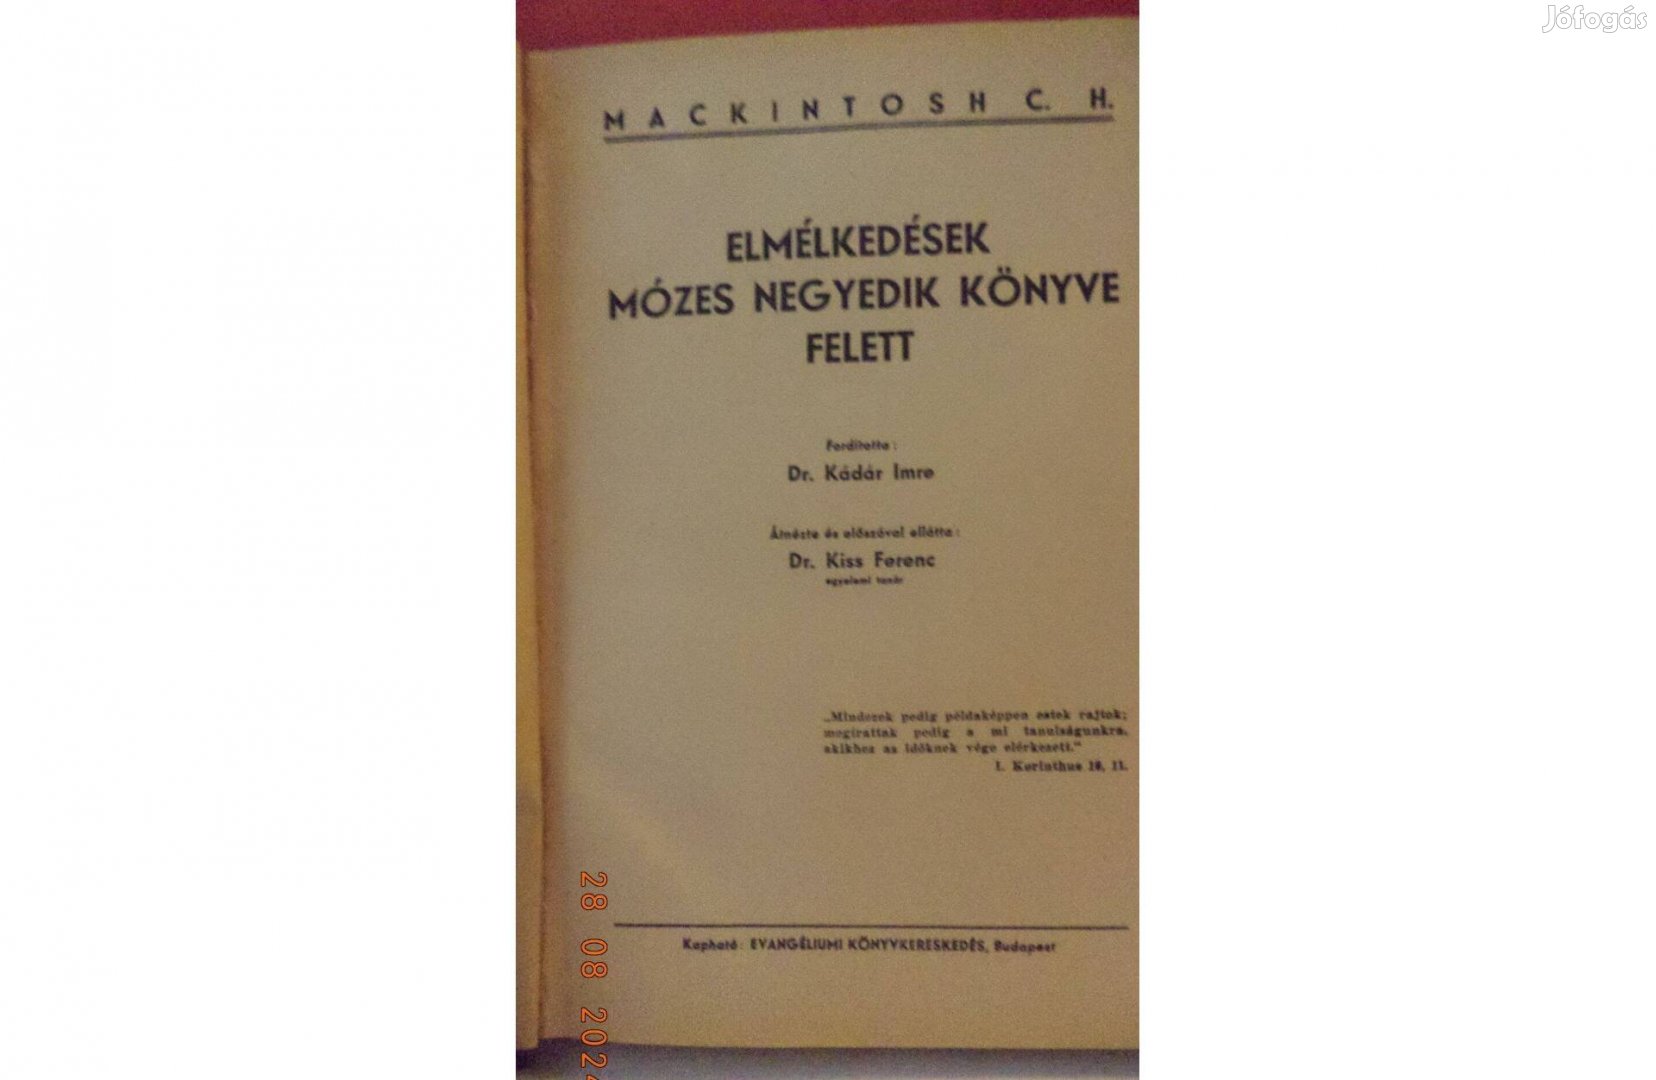 Jófogás
MACKINTOSH C. H.
ELMÉLKEDÉSEK
MÓZES NEGYEDIK KÖNYVE
FELETT
Fordította:
Dr. Kádár Imre
Átnézte és előszóval ellátta:
Dr. Kiss Ferenc
egyetemi tanár
„Mindezek pedig példaképpen estek rajtok;
megirattak pedig a mi tanulságunkra,
akikhez az időknek vége elérkezett."
I. Korinthus 10, 11.
Kapható: EVANGÉLIUMI KÖNYVKERESKEDÉS, Budapest
28 08 202